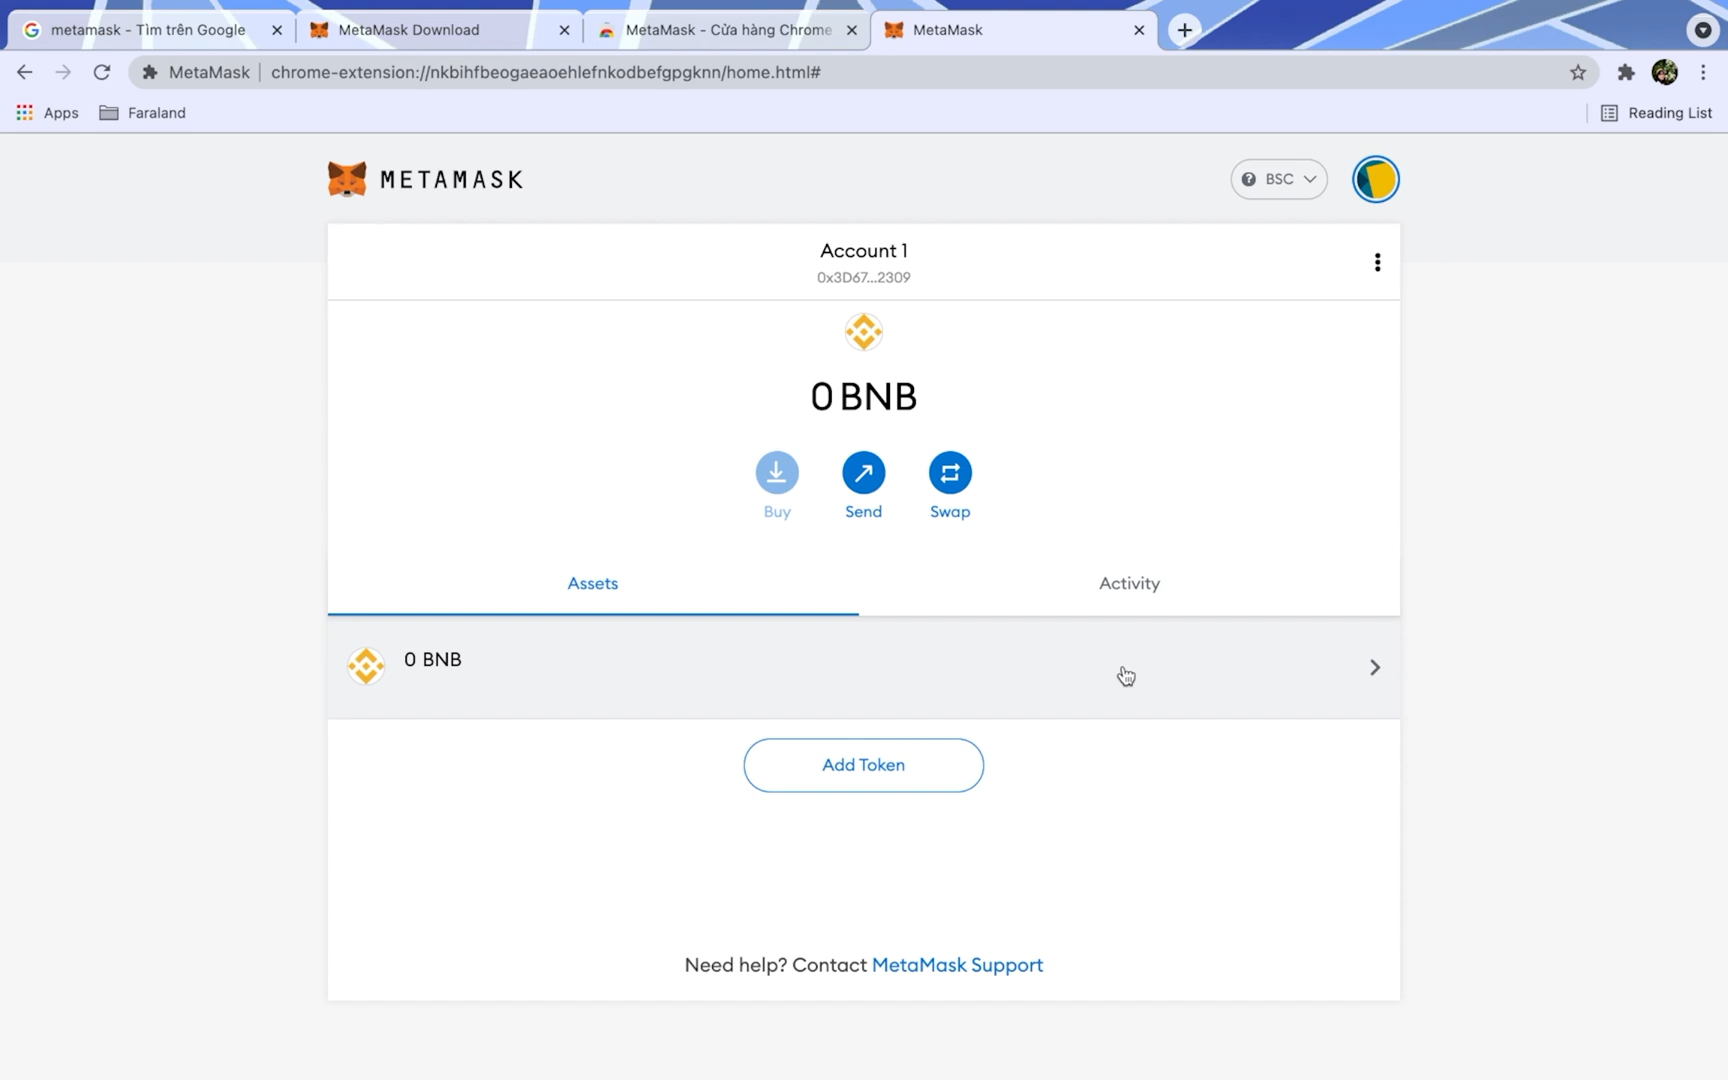 metamask - Tìm trên Google
MetaMask Download
MetaMask - Cửa hàng Chrome
MetaMask
MetaMask
chrome-extension://nkbihfbeogaeaoehlefnkodbefgpgknn/home.html#
Apps
Faraland
Reading List
METAMASK
BSC
Account 1
0x3D67...2309
0 BNB
Buy
Send
Swap
Assets
Activity
0 BNB
Add Token
Need help? Contact MetaMask Support